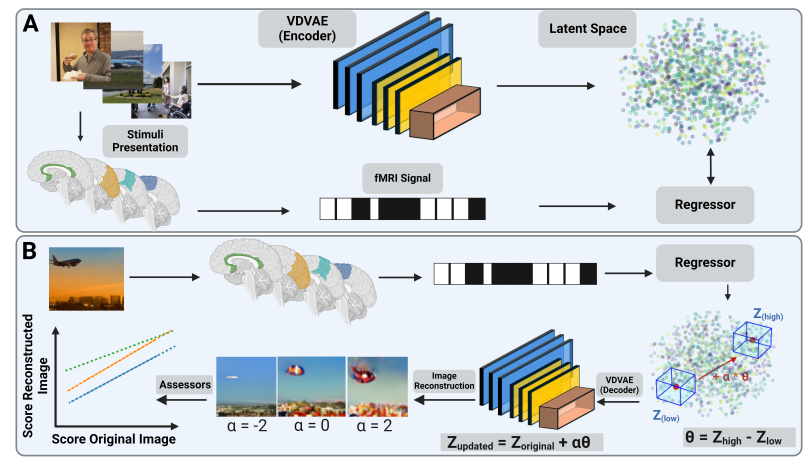 A
VDVAE
(Encoder)
Latent Space
Stimuli
Presentation
fMRI Signal
Regressor
B
Regressor
Z(high)
+ α * θ
Z(low)
θ = Zhigh - Zlow
VDVAE
(Decoder)
Zupdated = Zoriginal + αθ
Image
Reconstruction
α = -2
α = 0
α = 2
Assessors
Score Reconstructed
Image
Score Original Image